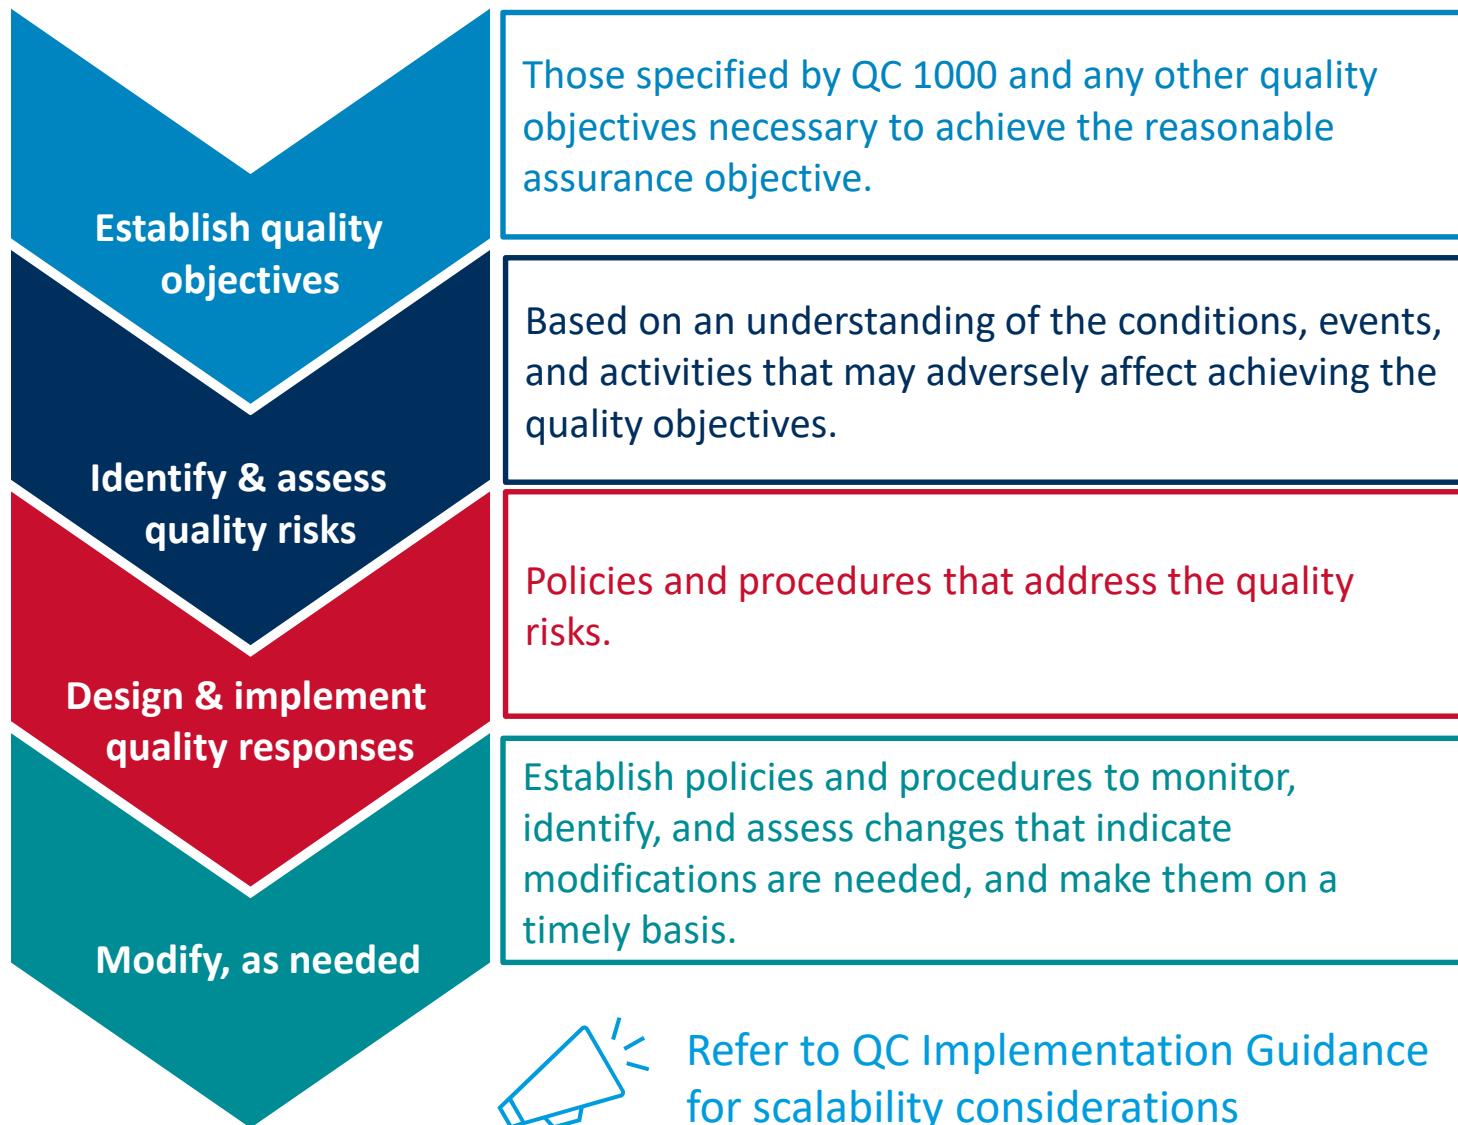 Establish quality
objectives
Those specified by QC 1000 and any other quality
objectives necessary to achieve the reasonable
assurance objective.
Identify & assess
quality risks
Based on an understanding of the conditions, events,
and activities that may adversely affect achieving the
quality objectives.
Design & implement
quality responses
Policies and procedures that address the quality
risks.
Modify, as needed
Establish policies and procedures to monitor,
identify, and assess changes that indicate
modifications are needed, and make them on a
timely basis.
Refer to QC Implementation Guidance
for scalability considerations